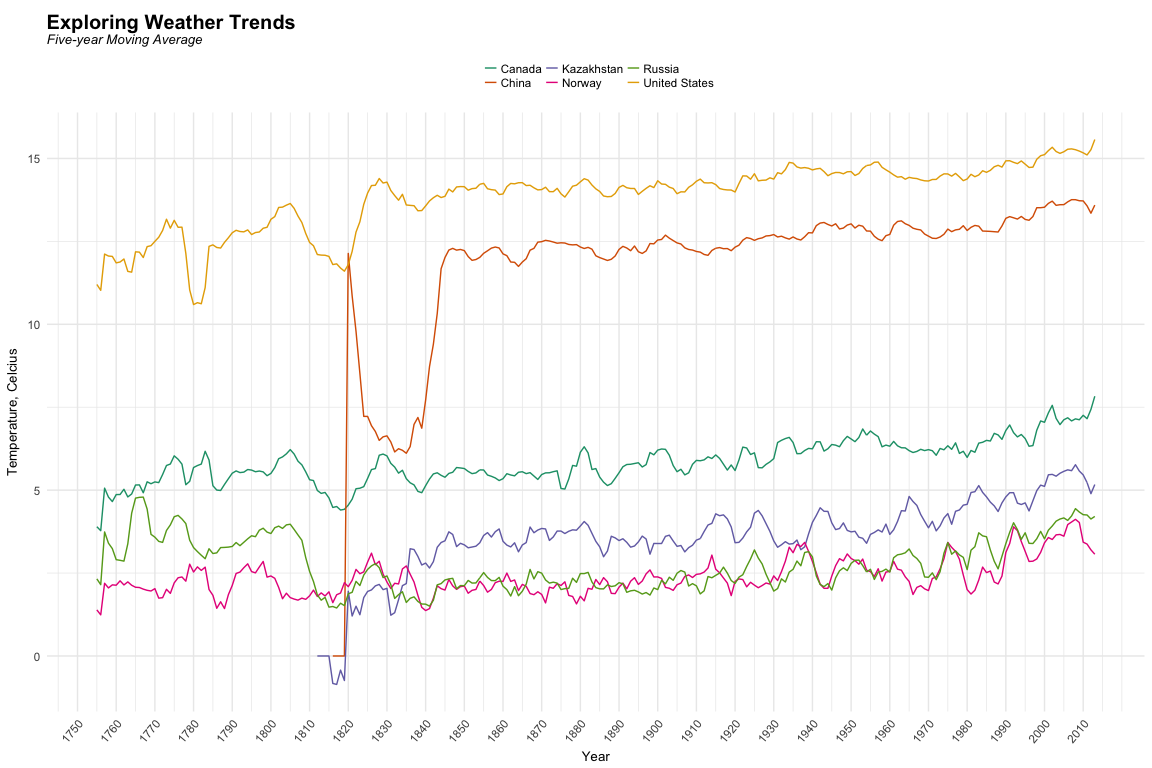 Exploring Weather Trends
Five-year Moving Average
Canada Kazakhstan Russia
China Norway United States
Temperature, Celcius
15
10
5
0
1750 1760 1770 1780 1790 1800 1810 1820 1830 1840 1850 1860 1870 1880 1890 1900 1910 1920 1930 1940 1950 1960 1970 1980 1990 2000 2010
Year